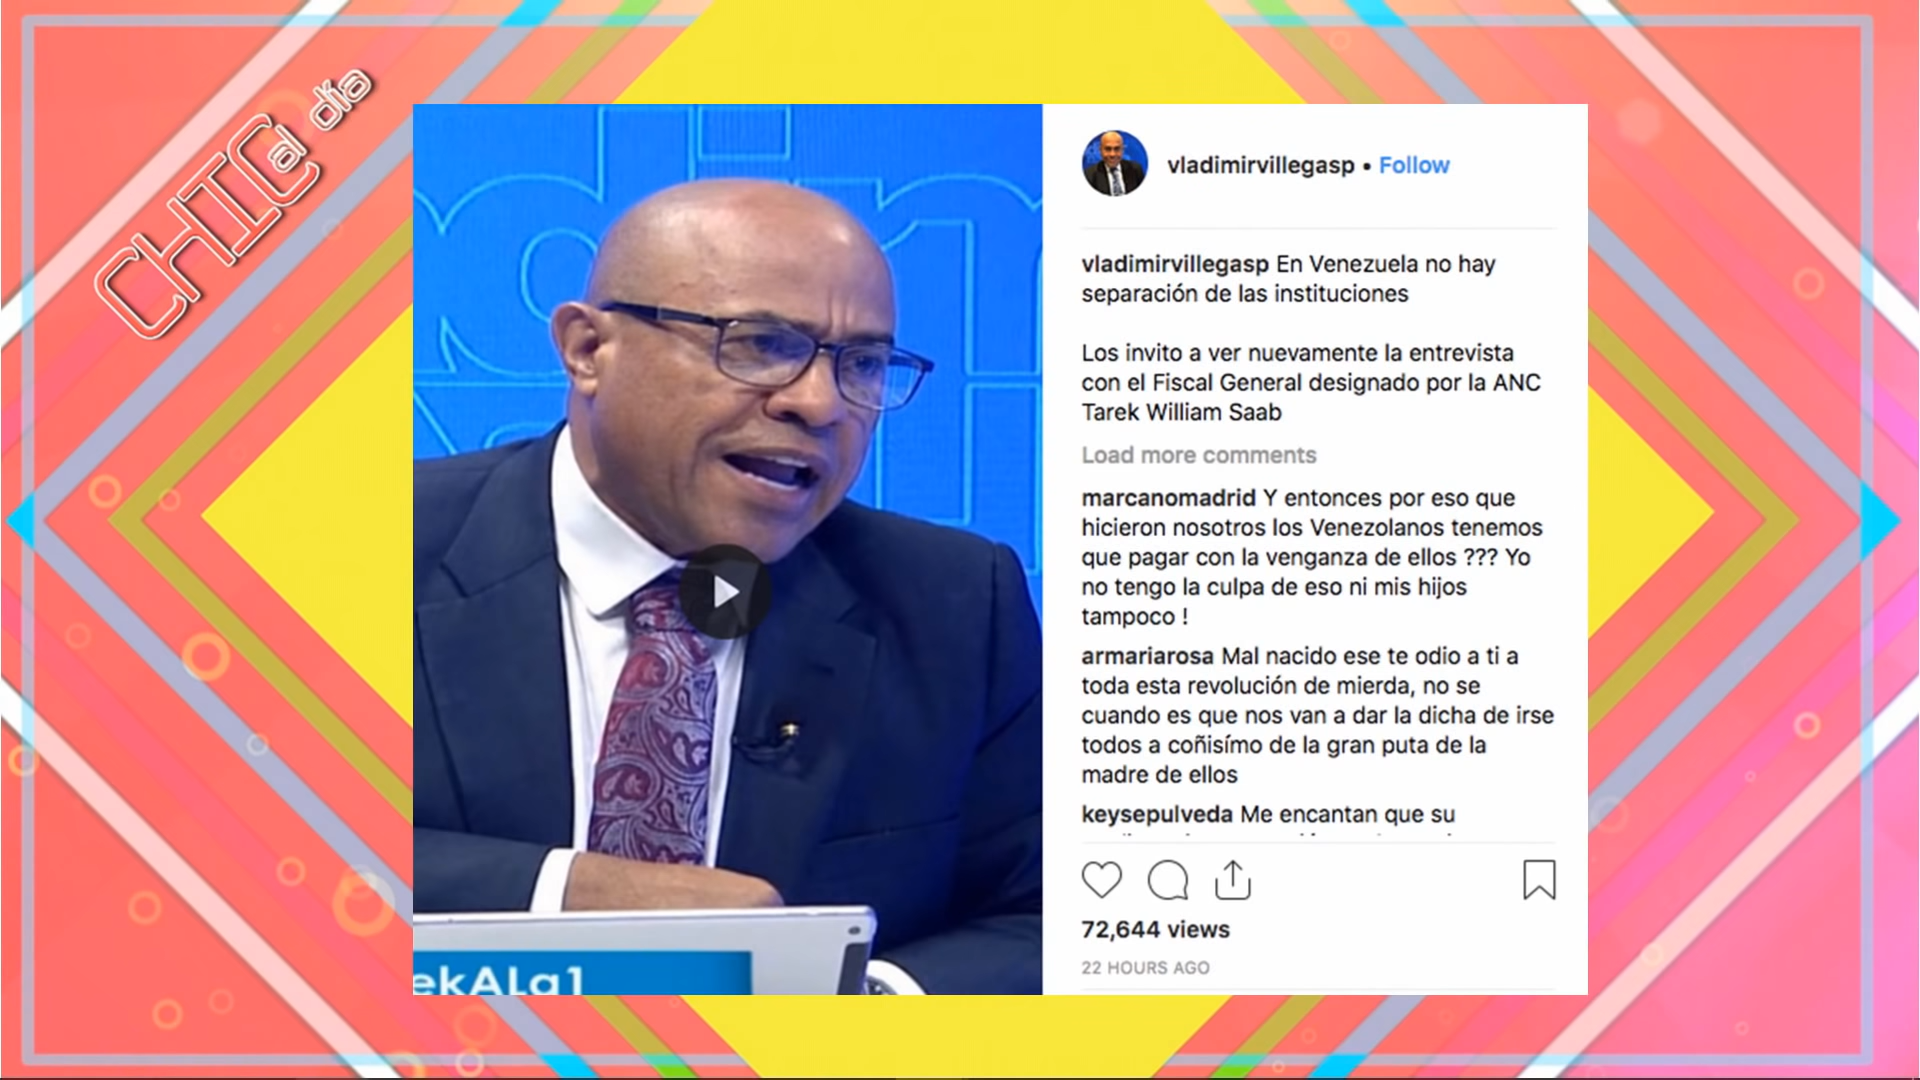 CHIC
al día
vladimirvillegasp • Follow
vladimirvillegasp En Venezuela no hay
separación de las instituciones
Los invito a ver nuevamente la entrevista
con el Fiscal General designado por la ANC
Tarek William Saab
Load more comments
marcanomadrid Y entonces por eso que
hicieron nosotros los Venezolanos tenemos
que pagar con la venganza de ellos ??? Yo
no tengo la culpa de eso ni mis hijos
tampoco !
armariarosa Mal nacido ese te odio a ti a
toda esta revolución de mierda, no se
cuando es que nos van a dar la dicha de irse
todos a coñisímo de la gran puta de la
madre de ellos
keysepulveda Me encantan que su
72,644 views
22 HOURS AGO
ekALa1